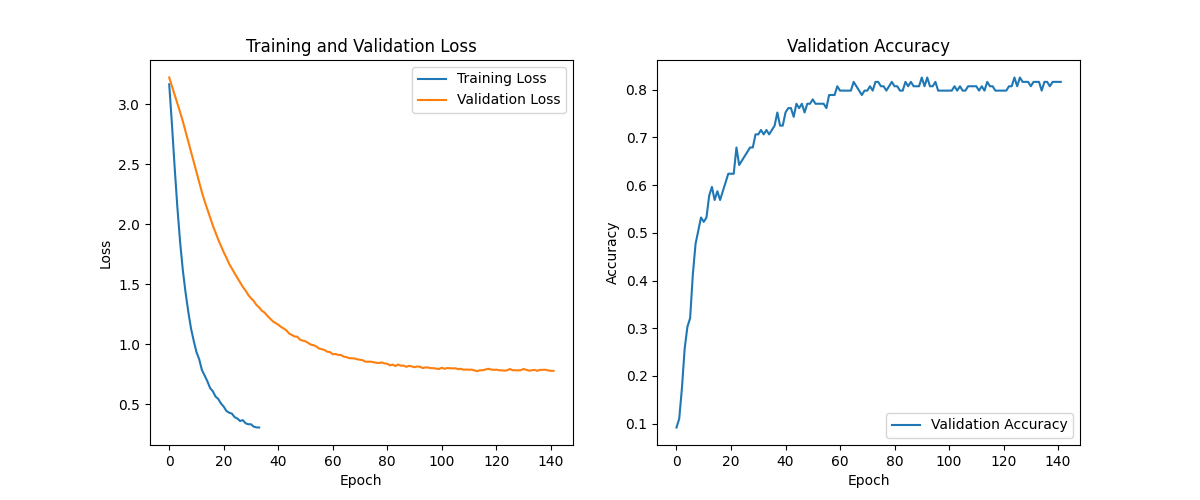 Training and Validation Loss
Training Loss
Validation Loss
3.0
2.5
2.0
1.5
1.0
0.5
Loss
0 20 40 60 80 100 120 140
Epoch
Validation Accuracy
0.8
0.7
0.6
0.5
0.4
0.3
0.2
0.1
Accuracy
Validation Accuracy
0 20 40 60 80 100 120 140
Epoch